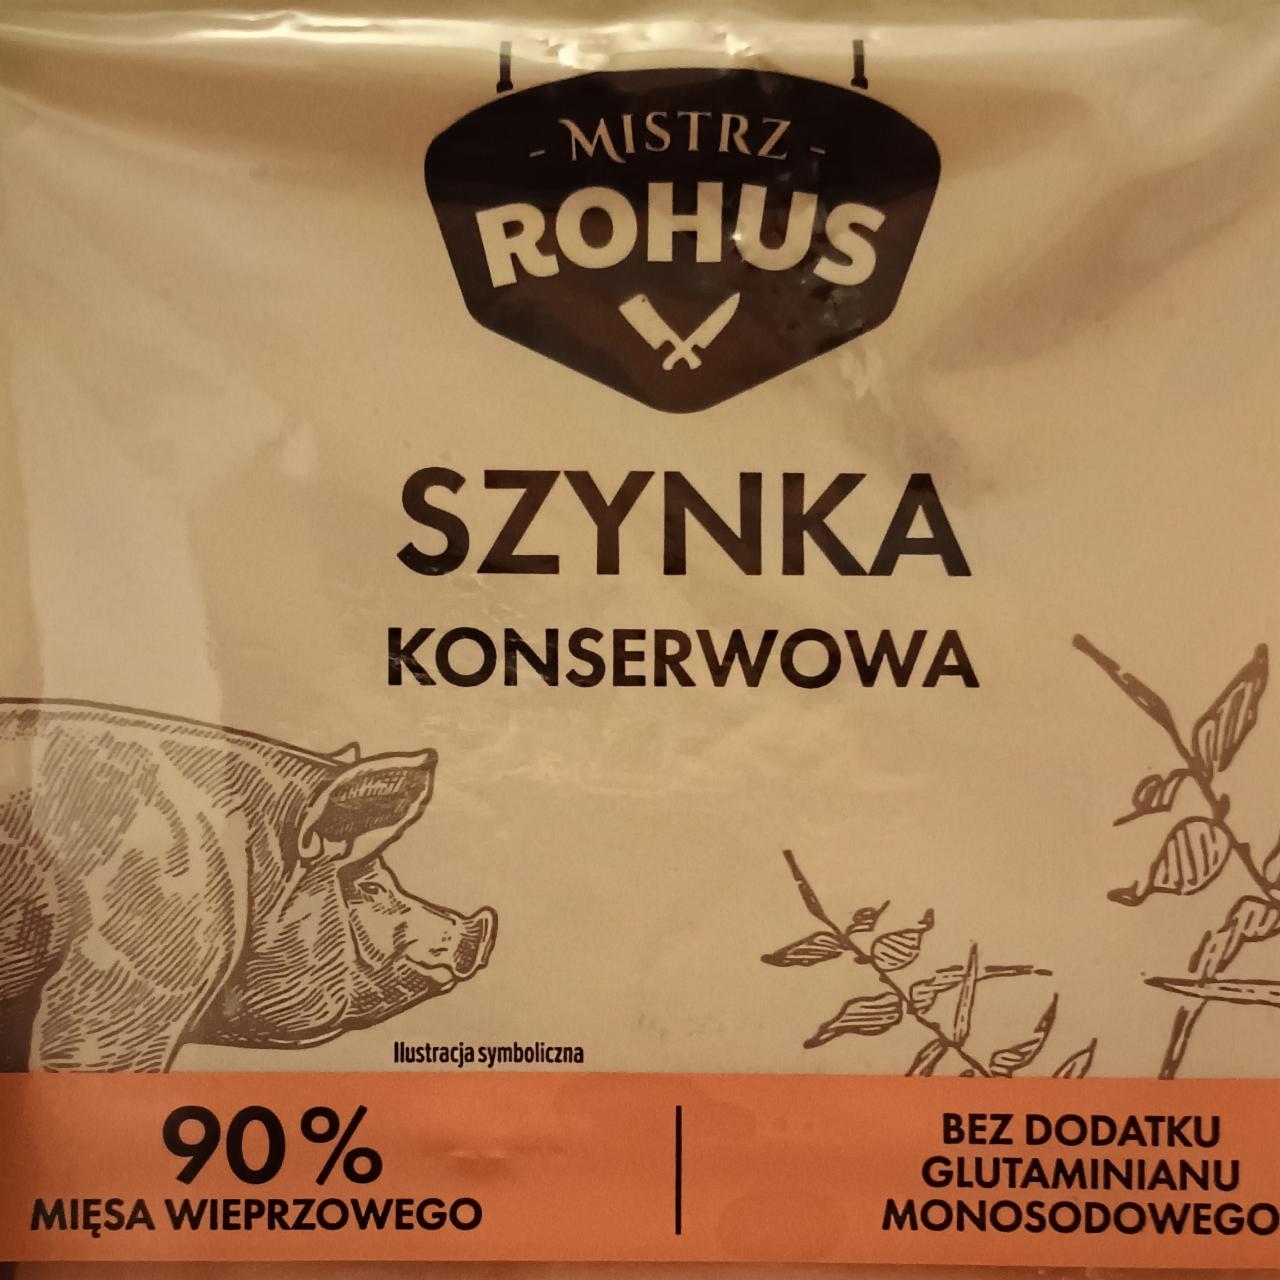 - MISTRZ -
ROHUS
SZYNKA
KONSERWOWA
Ilustracja symboliczna
90%
MIĘSA WIEPRZOWEGO
BEZ DODATKU
GLUTAMINIANU
MONOSODOWEGO